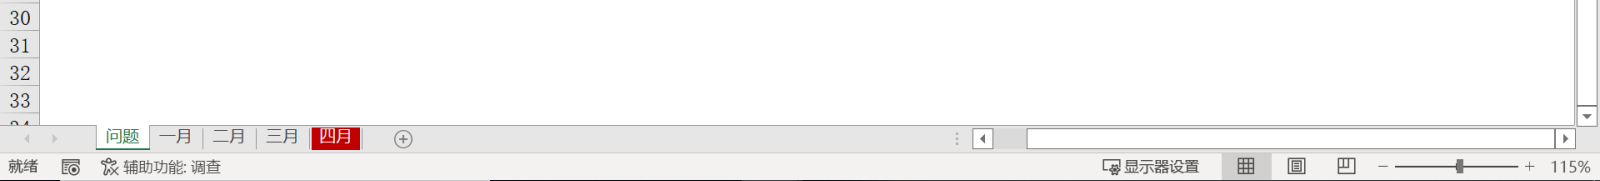 30
31
32
33
问题 一月 二月 三月 四月
就绪 辅助功能: 调查 显示器设置 115%